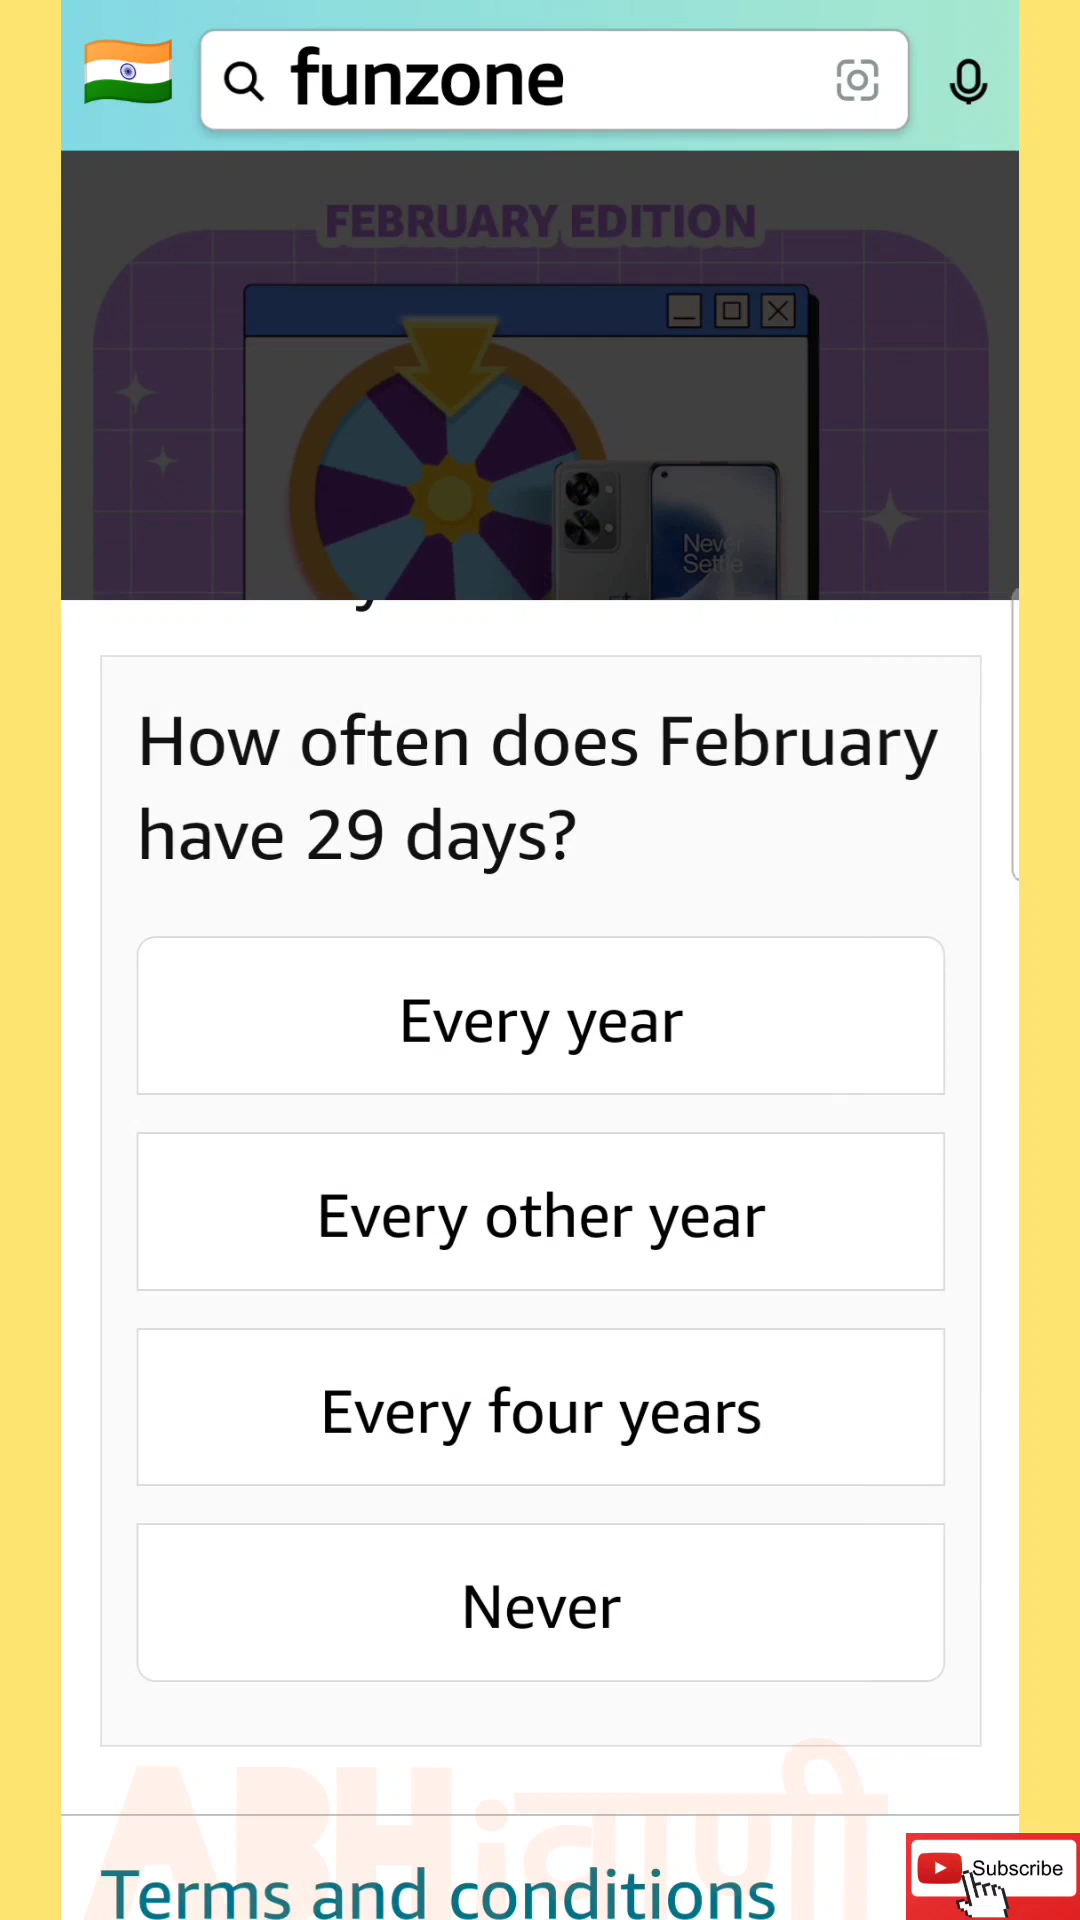 funzone
FEBRUARY EDITION
Never
Settle
How often does February
have 29 days?
Every year
Every other year
Every four years
Never
ABHiवाणी
Terms and conditions
Subscribe